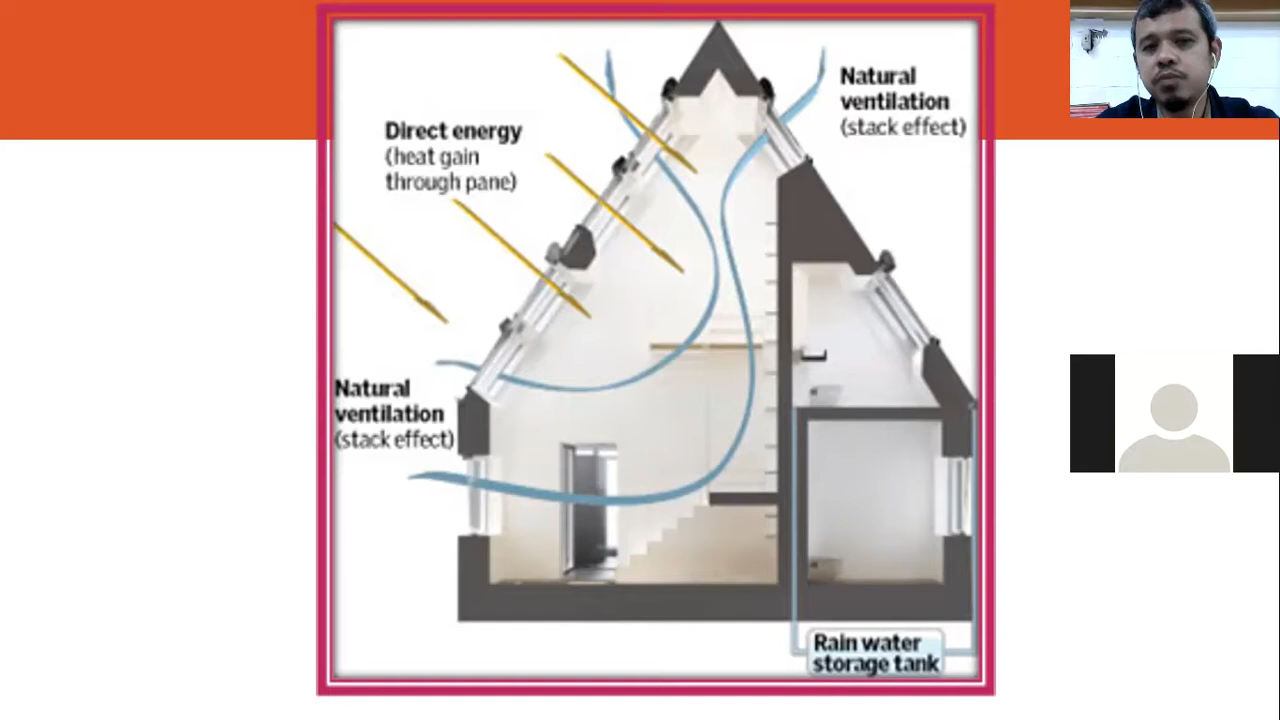 Natural
ventilation
(stack effect)
Direct energy
(heat gain
through pane)
Natural
ventilation
(stack effect)
Rain water
storage tank